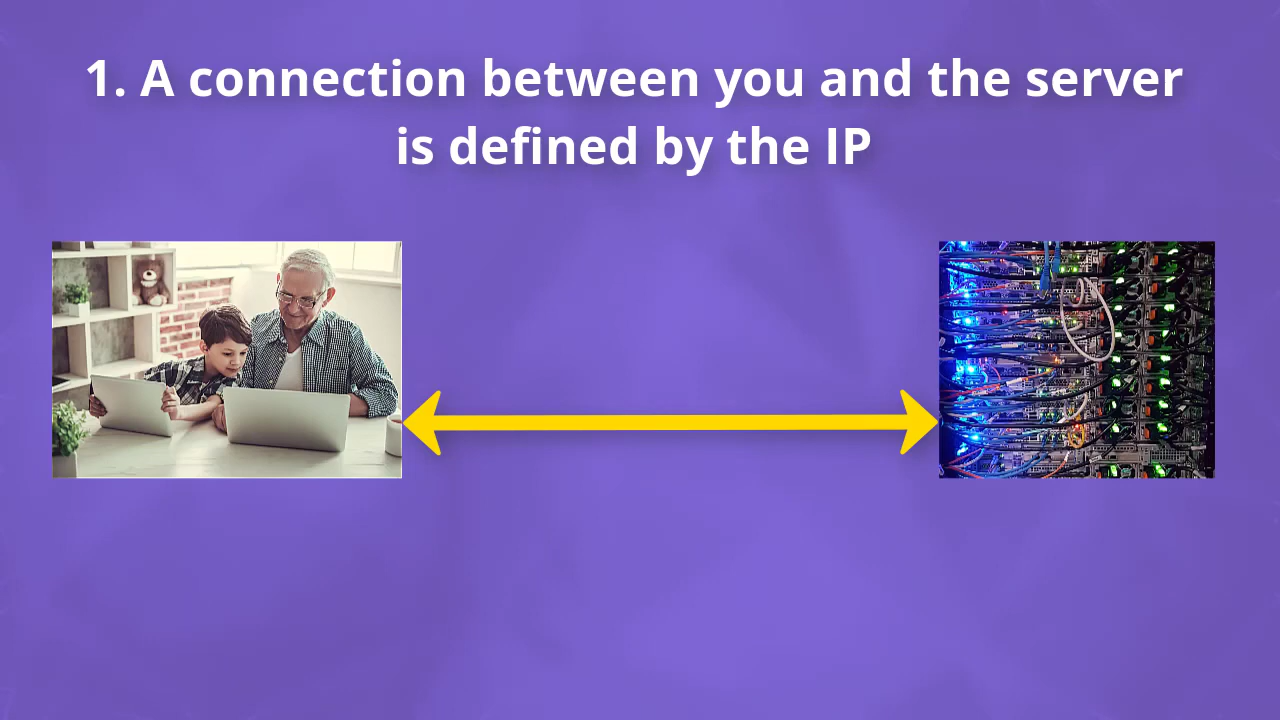 1. A connection between you and the server
is defined by the IP